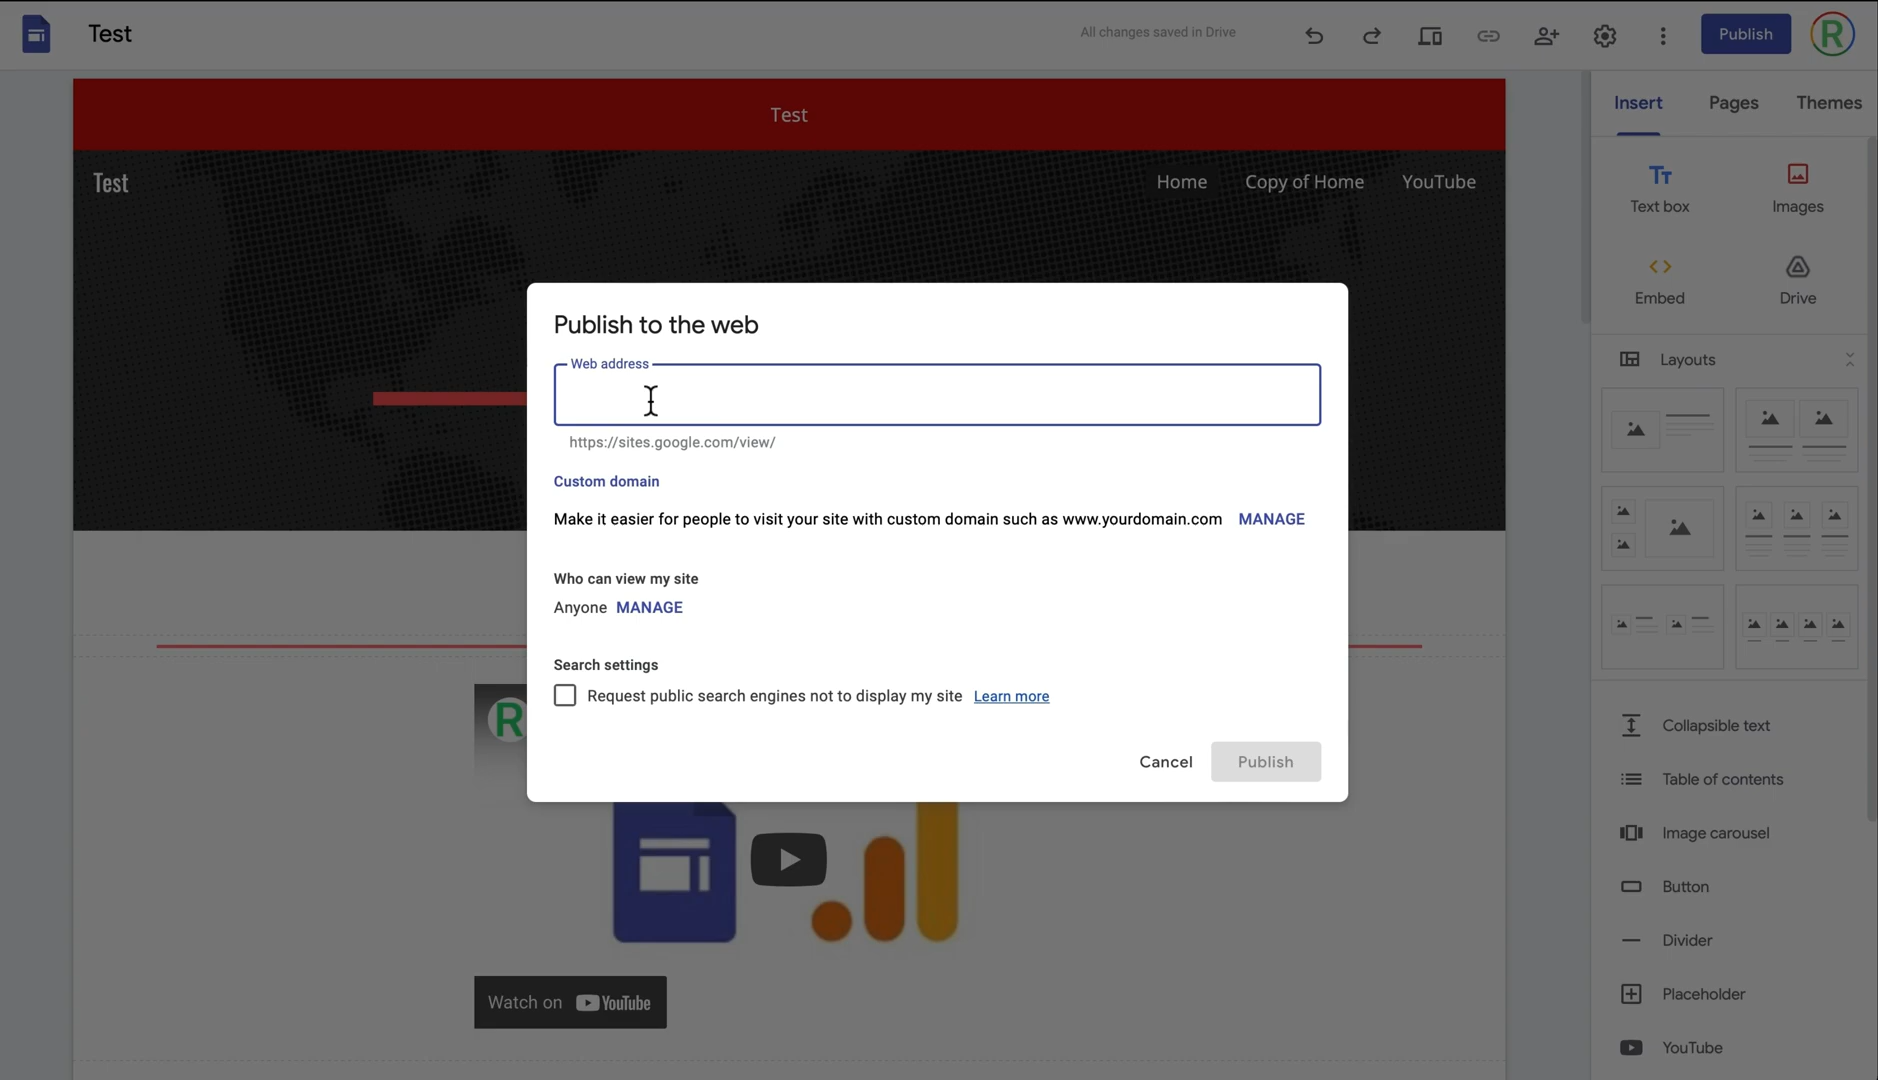 Test
All changes saved in Drive
Publish
R
Test
Test
Home
Copy of Home
YouTube
Insert
Pages
Themes
Tт
Text box
Images
Embed
Drive
Layouts
Publish to the web
Web address
https://sites.google.com/view/
Custom domain
Make it easier for people to visit your site with custom domain such as www.yourdomain.com MANAGE
Who can view my site
Anyone MANAGE
Search settings
Request public search engines not to display my site Learn more
Cancel
Publish
R
Watch on YouTube
Collapsible text
Table of contents
Image carousel
Button
Divider
Placeholder
YouTube